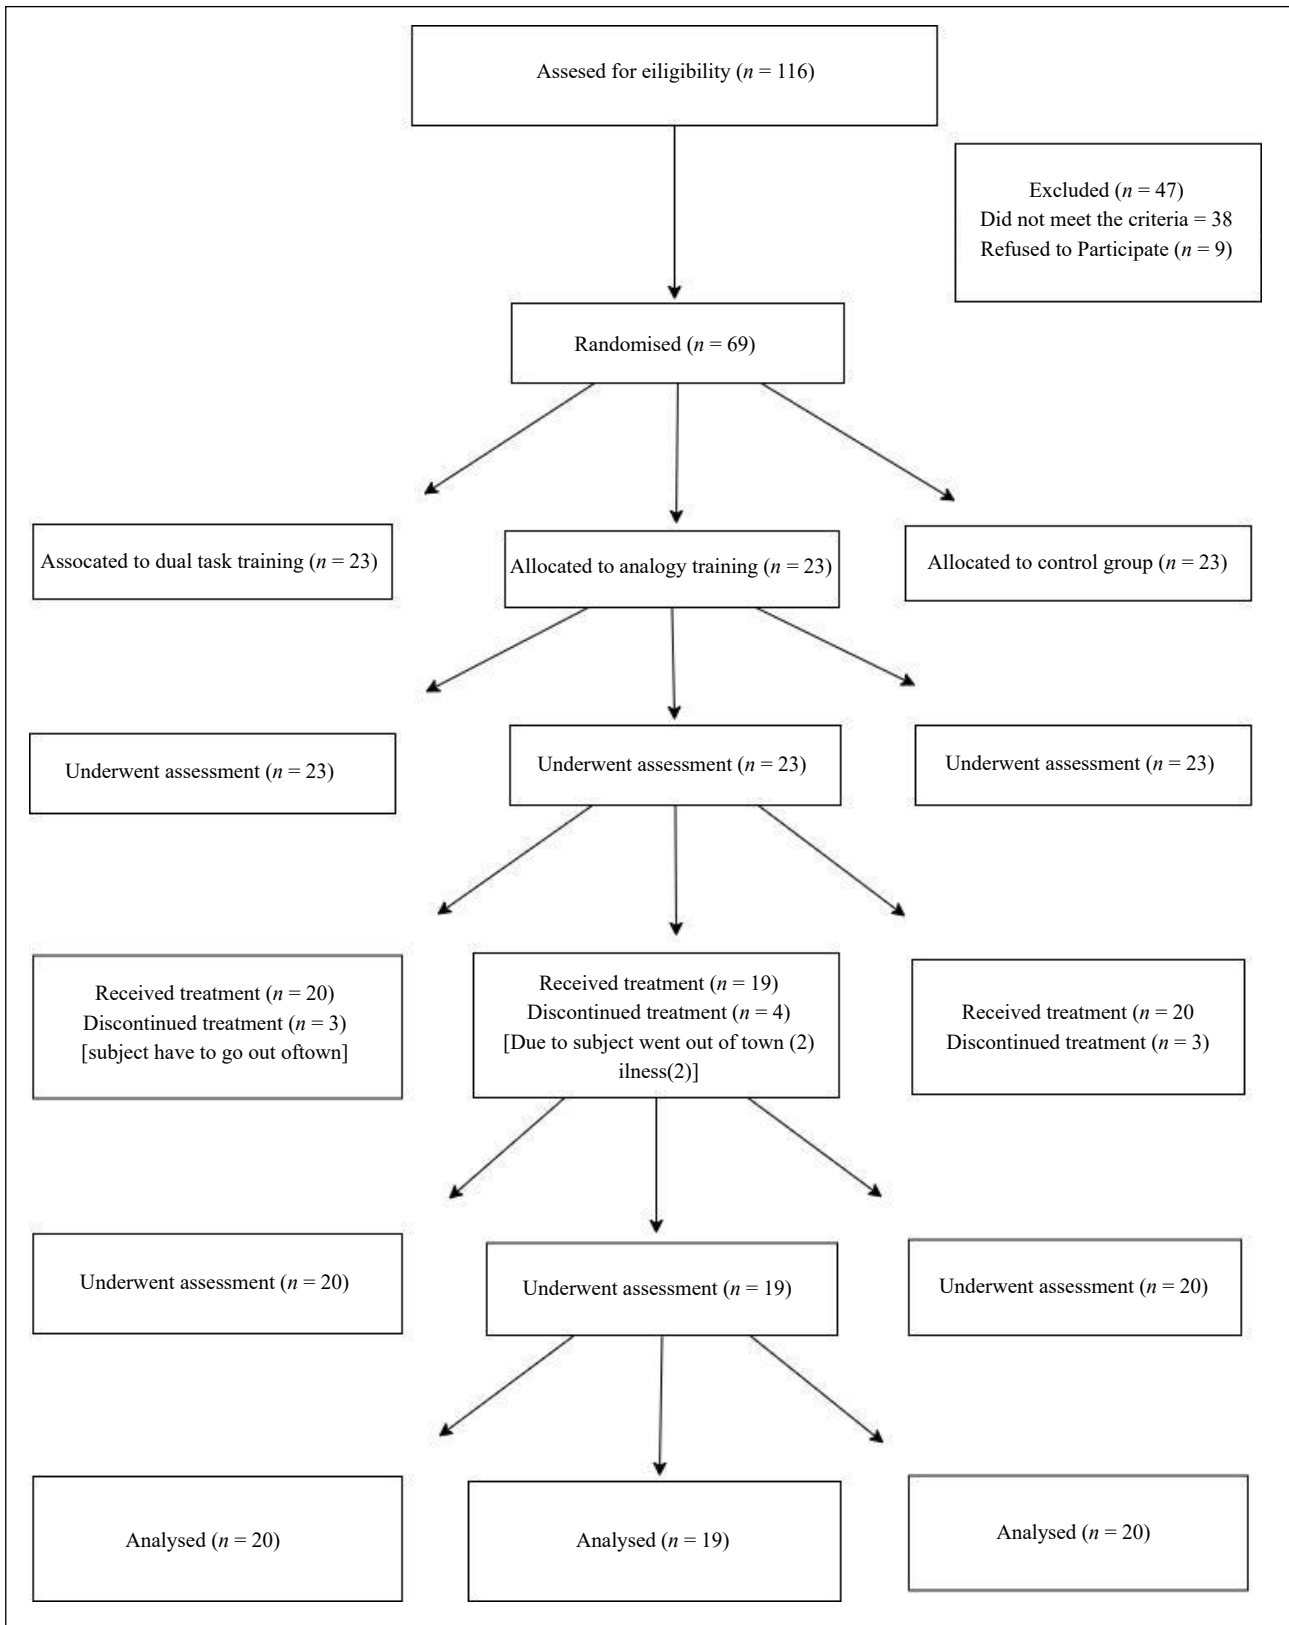 Assesed for eiligibility (n = 116)
Excluded (n = 47)
Did not meet the criteria = 38
Refused to Participate (n = 9)
Randomised (n = 69)
Assocated to dual task training (n = 23)
Allocated to analogy training (n = 23)
Allocated to control group (n = 23)
Underwent assessment (n = 23)
Underwent assessment (n = 23)
Underwent assessment (n = 23)
Received treatment (n = 20)
Discontinued treatment (n = 3)
[subject have to go out oftown]
Received treatment (n = 19)
Discontinued treatment (n = 4)
[Due to subject went out of town (2)
ilness(2)]
Received treatment (n = 20
Discontinued treatment (n = 3)
Underwent assessment (n = 20)
Underwent assessment (n = 19)
Underwent assessment (n = 20)
Analysed (n = 20)
Analysed (n = 19)
Analysed (n = 20)